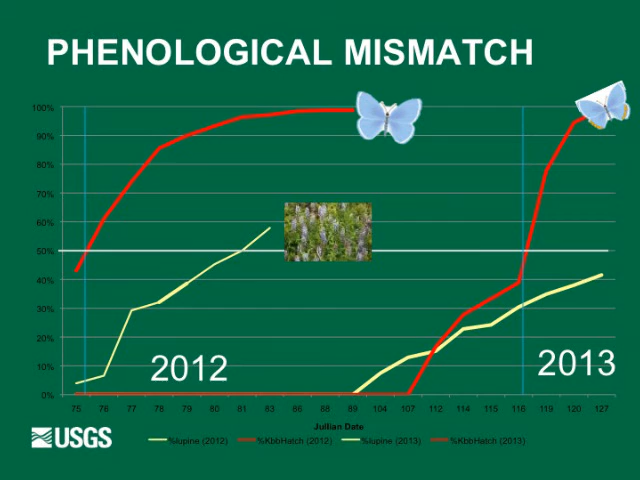 PHENOLOGICAL MISMATCH
100%
90%
80%
70%
60%
50%
40%
30%
20%
10%
0%
2012
2013
75 76 77 78 79 80 81 83 86 88 89 104 107 112 114 115 116 119 120 127
Jullian Date
USGS
%lupine (2012) %KbbHatch (2012) %lupine (2013) %KbbHatch (2013)